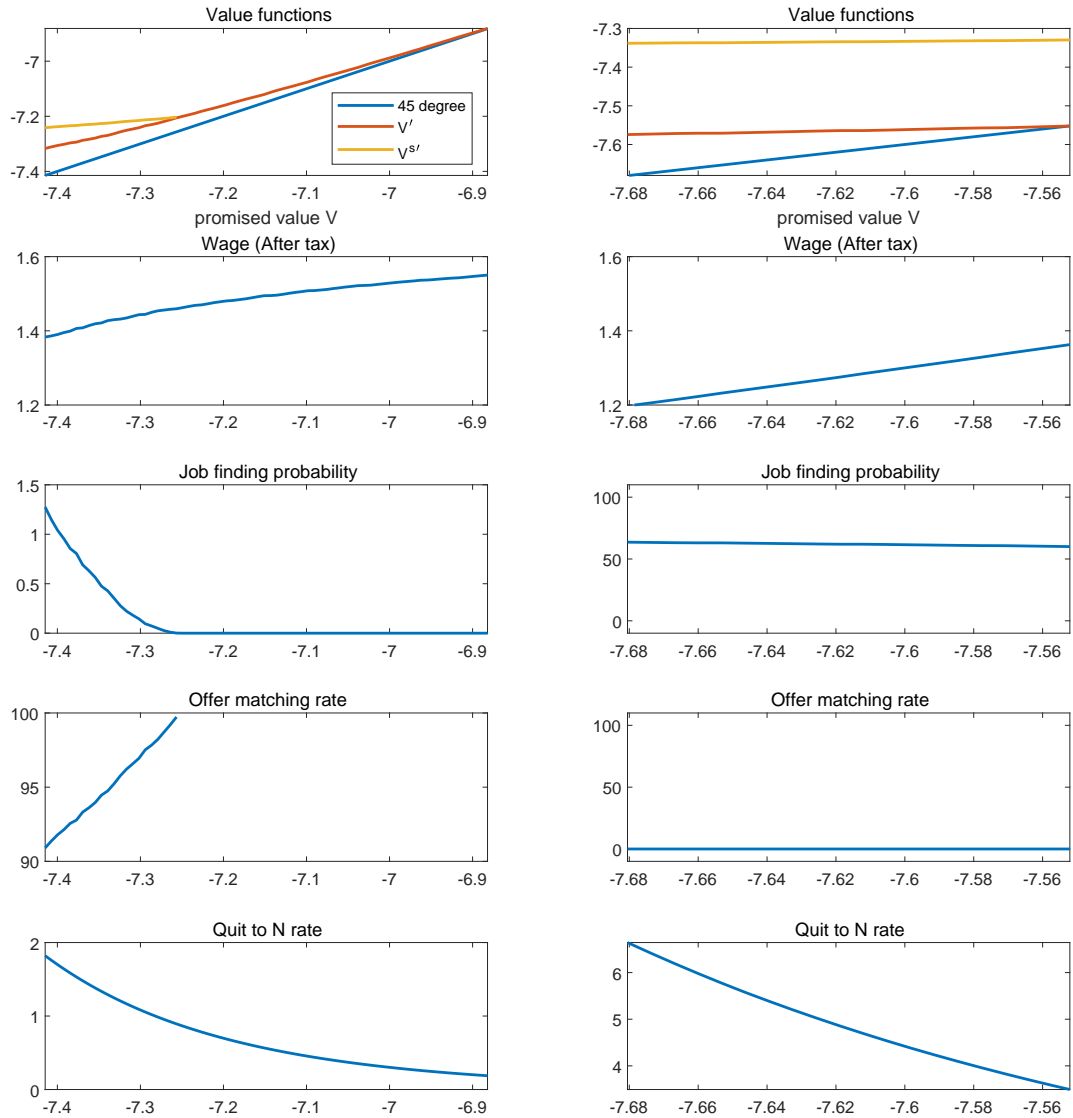 Value functions
-7
-7.2
-7.4
-7.4 -7.3 -7.2 -7.1 -7 -6.9
promised value V
45 degree
V′
V^s′
Value functions
-7.3
-7.4
-7.5
-7.6
-7.68 -7.66 -7.64 -7.62 -7.6 -7.58 -7.56
promised value V
Wage (After tax)
1.6
1.4
1.2
-7.4 -7.3 -7.2 -7.1 -7 -6.9
Wage (After tax)
1.6
1.4
1.2
-7.68 -7.66 -7.64 -7.62 -7.6 -7.58 -7.56
Job finding probability
1.5
1
0.5
0
-7.4 -7.3 -7.2 -7.1 -7 -6.9
Job finding probability
100
50
0
-7.68 -7.66 -7.64 -7.62 -7.6 -7.58 -7.56
Offer matching rate
100
95
90
-7.4 -7.3 -7.2 -7.1 -7 -6.9
Offer matching rate
100
50
0
-7.68 -7.66 -7.64 -7.62 -7.6 -7.58 -7.56
Quit to N rate
2
1
0
-7.4 -7.3 -7.2 -7.1 -7 -6.9
Quit to N rate
6
5
4
-7.68 -7.66 -7.64 -7.62 -7.6 -7.58 -7.56